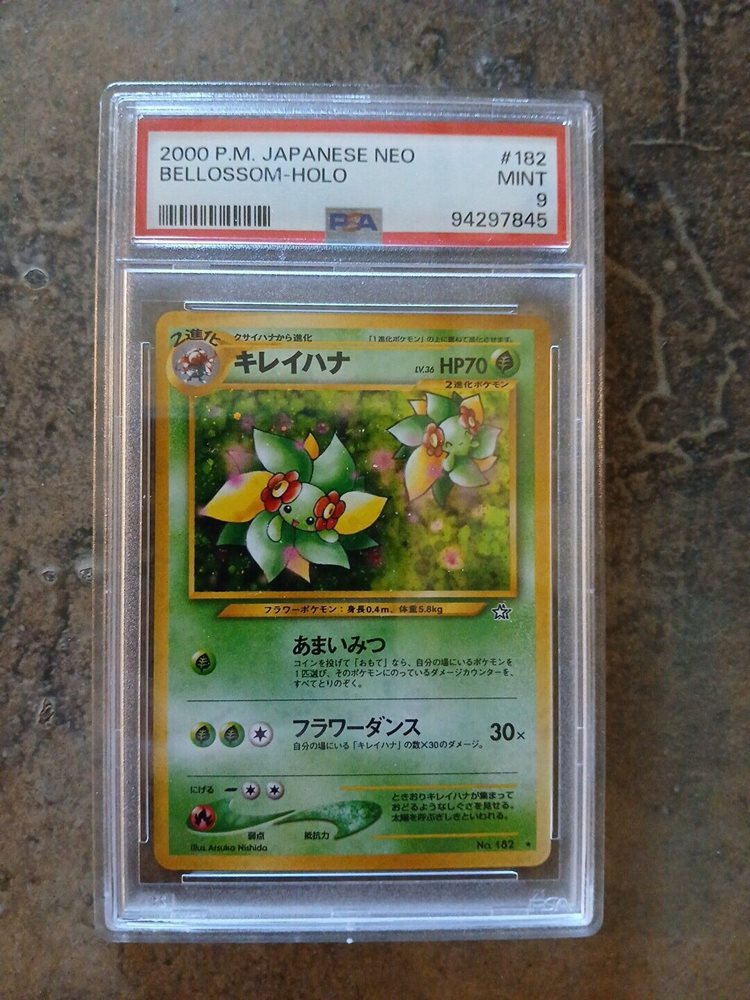 2000 P.M. JAPANESE NEO #182
BELLOSSOM-HOLO MINT
9
PSA 94297845
2進化 クサイハナから進化 「1進化ポケモン」の上に重ねて進化させます。
キレイハナ LV.36 HP70
2進化ポケモン
フラワーポケモン:身長0.4m、体重5.8kg
あまいみつ
コインを投げて「おもて」なら、自分の場にいるポケモンを
1匹選び、そのポケモンにのっているダメージカウンターを、
すべてとりのぞく。
フラワーダンス 30×
自分の場にいる「キレイハナ」の数×30のダメージ。
にげる
ときおりキレイハナが集まって
おどるようなしぐさを見せる。
太陽を呼ぶぎしきといわれる。
弱点 抵抗力
Illus. Atsuko Nishida No. 182 ★